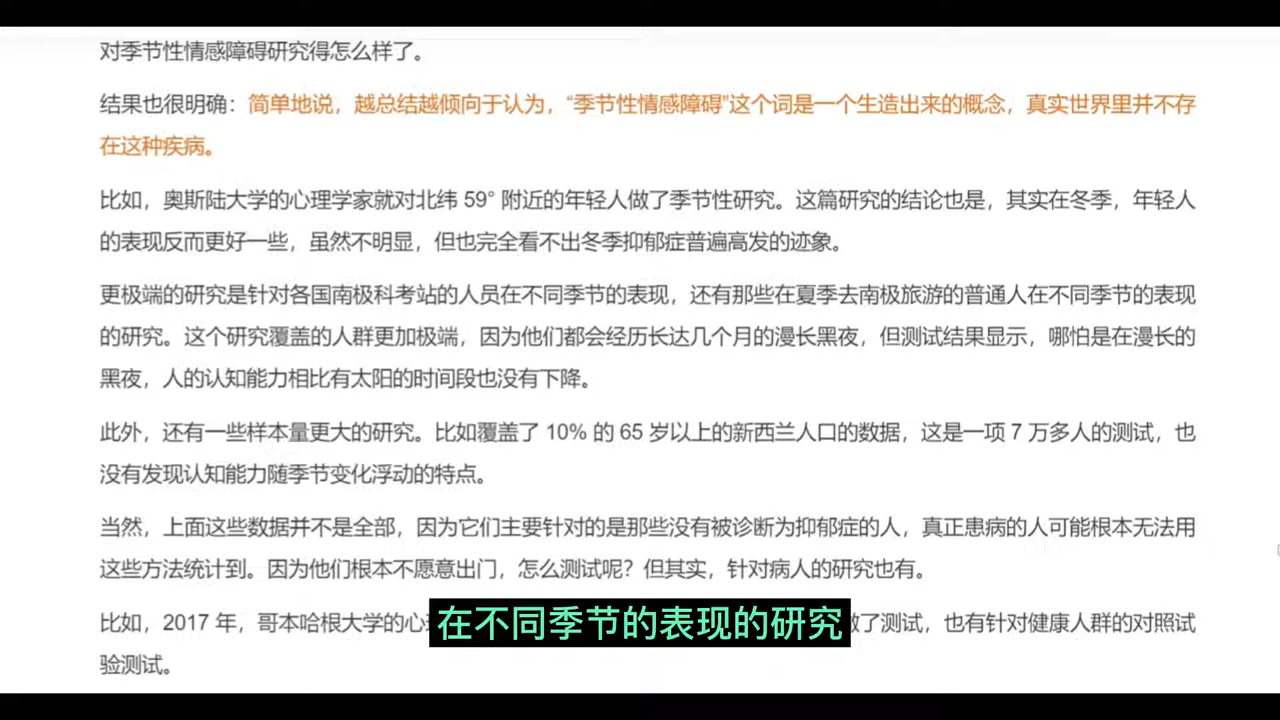 对季节性情感障碍研究得怎么样了。
结果也很明确：简单地说，越总结越倾向于认为，“季节性情感障碍”这个词是一个生造出来的概念，真实世界里并不存
在这种疾病。
比如，奥斯陆大学的心理学家就对北纬 59° 附近的年轻人做了季节性研究。这篇研究的结论也是，其实在冬季，年轻人
的表现反而更好一些，虽然不明显，但也完全看不出冬季抑郁症普遍高发的迹象。
更极端的研究是针对各国南极科考站的人员在不同季节的表现，还有那些在夏季去南极旅游的普通人在不同季节的表现
的研究。这个研究覆盖的人群更加极端，因为他们都会经历长达几个月的漫长黑夜，但测试结果显示，哪怕是在漫长的
黑夜，人的认知能力相比有太阳的时间段也没有下降。
此外，还有一些样本量更大的研究。比如覆盖了 10% 的 65 岁以上的新西兰人口的数据，这是一项 7 万多人的测试，也
没有发现认知能力随季节变化浮动的特点。
当然，上面这些数据并不是全部，因为它们主要针对的是那些没有被诊断为抑郁症的人，真正患病的人可能根本无法用
这些方法统计到。因为他们根本不愿意出门，怎么测试呢？但其实，针对病人的研究也有。
比如，2017 年，哥本哈根大学的心 了测试，也有针对健康人群的对照试
在不同季节的表现的研究
验测试。